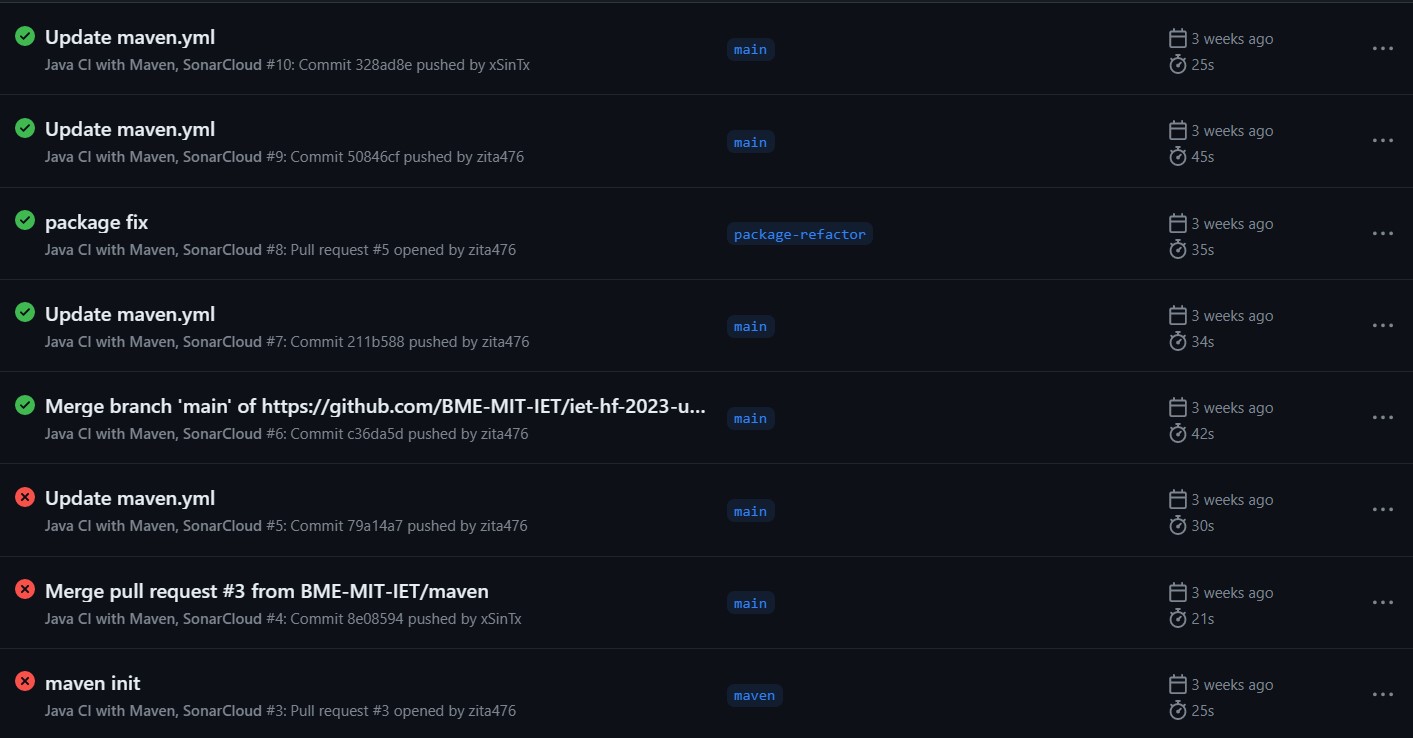 Update maven.yml
main
3 weeks ago
Java CI with Maven, SonarCloud #10: Commit 328ad8e pushed by xSinTx
25s
Update maven.yml
main
3 weeks ago
Java CI with Maven, SonarCloud #9: Commit 50846cf pushed by zita476
45s
package fix
package-refactor
3 weeks ago
Java CI with Maven, SonarCloud #8: Pull request #5 opened by zita476
35s
Update maven.yml
main
3 weeks ago
Java CI with Maven, SonarCloud #7: Commit 211b588 pushed by zita476
34s
Merge branch 'main' of https://github.com/BME-MIT-IET/iet-hf-2023-u...
main
3 weeks ago
Java CI with Maven, SonarCloud #6: Commit c36da5d pushed by zita476
42s
Update maven.yml
main
3 weeks ago
Java CI with Maven, SonarCloud #5: Commit 79a14a7 pushed by zita476
30s
Merge pull request #3 from BME-MIT-IET/maven
main
3 weeks ago
Java CI with Maven, SonarCloud #4: Commit 8e08594 pushed by xSinTx
21s
maven init
maven
3 weeks ago
Java CI with Maven, SonarCloud #3: Pull request #3 opened by zita476
25s